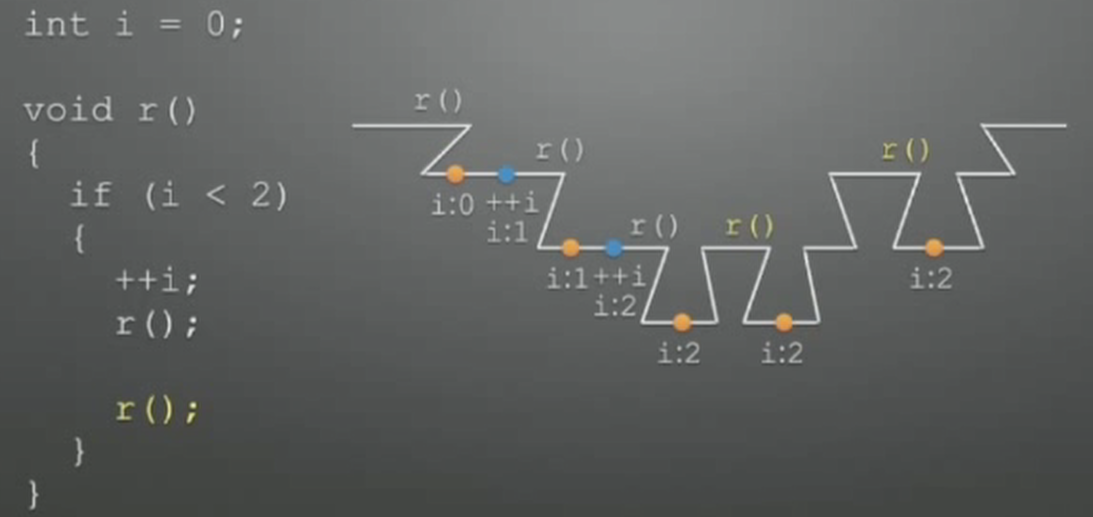 int i = 0;
void r()
{
if (i < 2)
{
++i;
r();
r();
}
}
r()
r()
r()
i:0 ++i
i:1
r()
r()
i:1 ++i
i:2
i:2
i:2
i:2